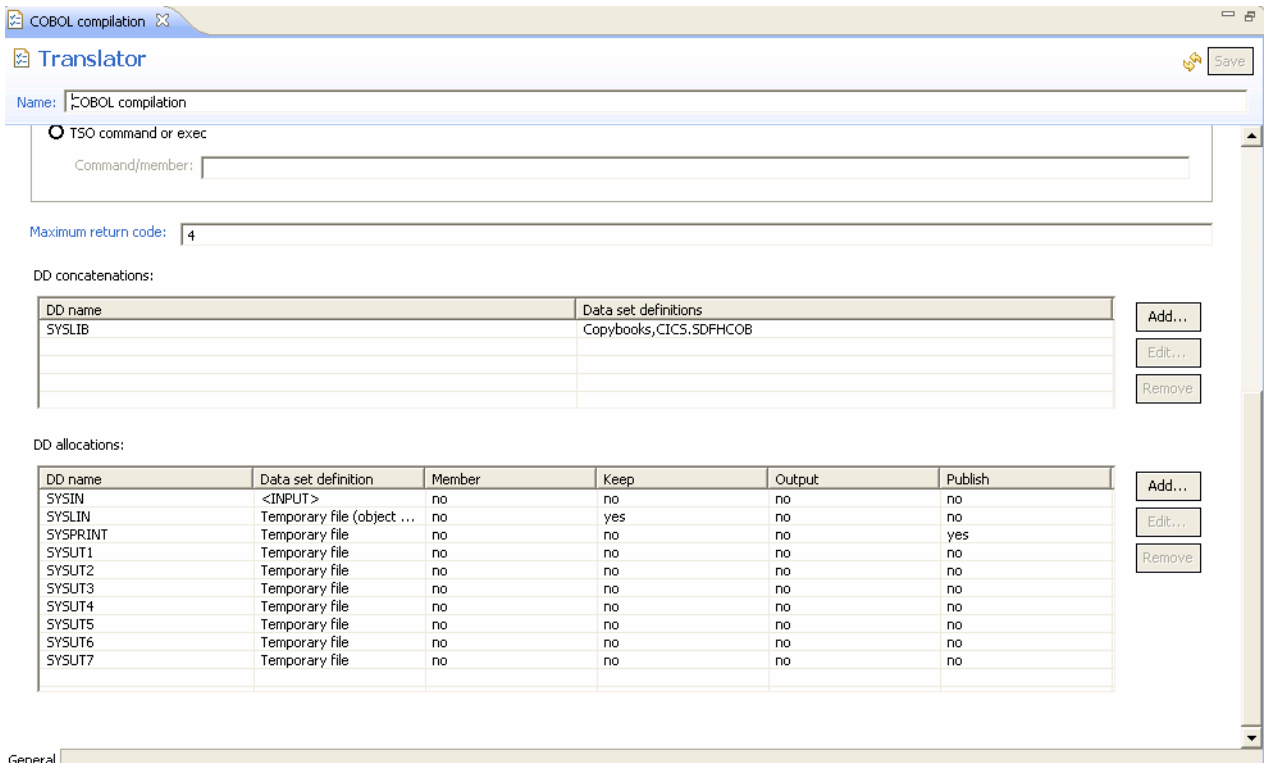 COBOL compilation
Translator
Save
Name: COBOL compilation
TSO command or exec
Command/member:
Maximum return code: 4
DD concatenations:
DD name Data set definitions
SYSLIB Copybooks,CICS.SDFHCOB
Add...
Edit...
Remove
DD allocations:
DD name Data set definition Member Keep Output Publish
SYSIN <INPUT> no no no no
SYSLIN Temporary file (object ... no yes no no
SYSPRINT Temporary file no no no yes
SYSUT1 Temporary file no no no no
SYSUT2 Temporary file no no no no
SYSUT3 Temporary file no no no no
SYSUT4 Temporary file no no no no
SYSUT5 Temporary file no no no no
SYSUT6 Temporary file no no no no
SYSUT7 Temporary file no no no no
Add...
Edit...
Remove
General